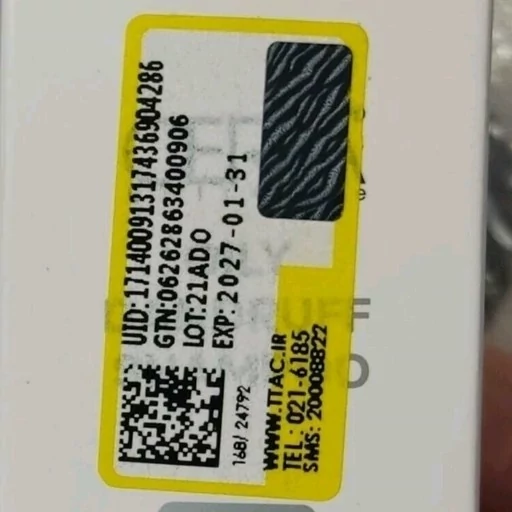 UID:17140091317436904286
GTN:06262863400906
LOT:21ADO
EXP:2027-01-31
168/ 24792
WWW.TTAC.IR
TEL: 021-6185
SMS: 20008822